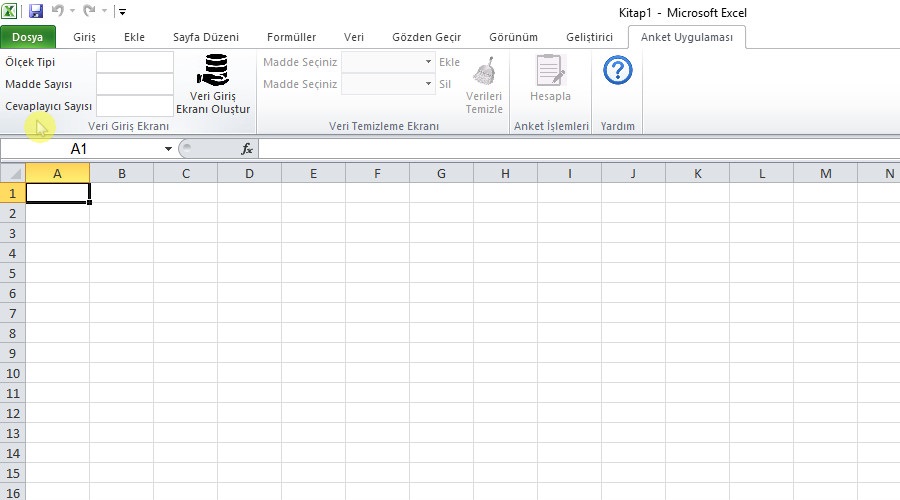 Kitap1 - Microsoft Excel
Dosya Giriş Ekle Sayfa Düzeni Formüller Veri Gözden Geçir Görünüm Geliştirici Anket Uygulaması
Ölçek Tipi
Madde Sayısı
Cevaplayıcı Sayısı
Veri Giriş
Ekranı Oluştur
Veri Giriş Ekranı
Madde Seçiniz Ekle
Madde Seçiniz Sil
Verileri
Temizle
Veri Temizleme Ekranı
Hesapla
Anket İşlemleri
?
Yardım
A1 fx
A B C D E F G H I J K L M N
1
2
3
4
5
6
7
8
9
10
11
12
13
14
15
16